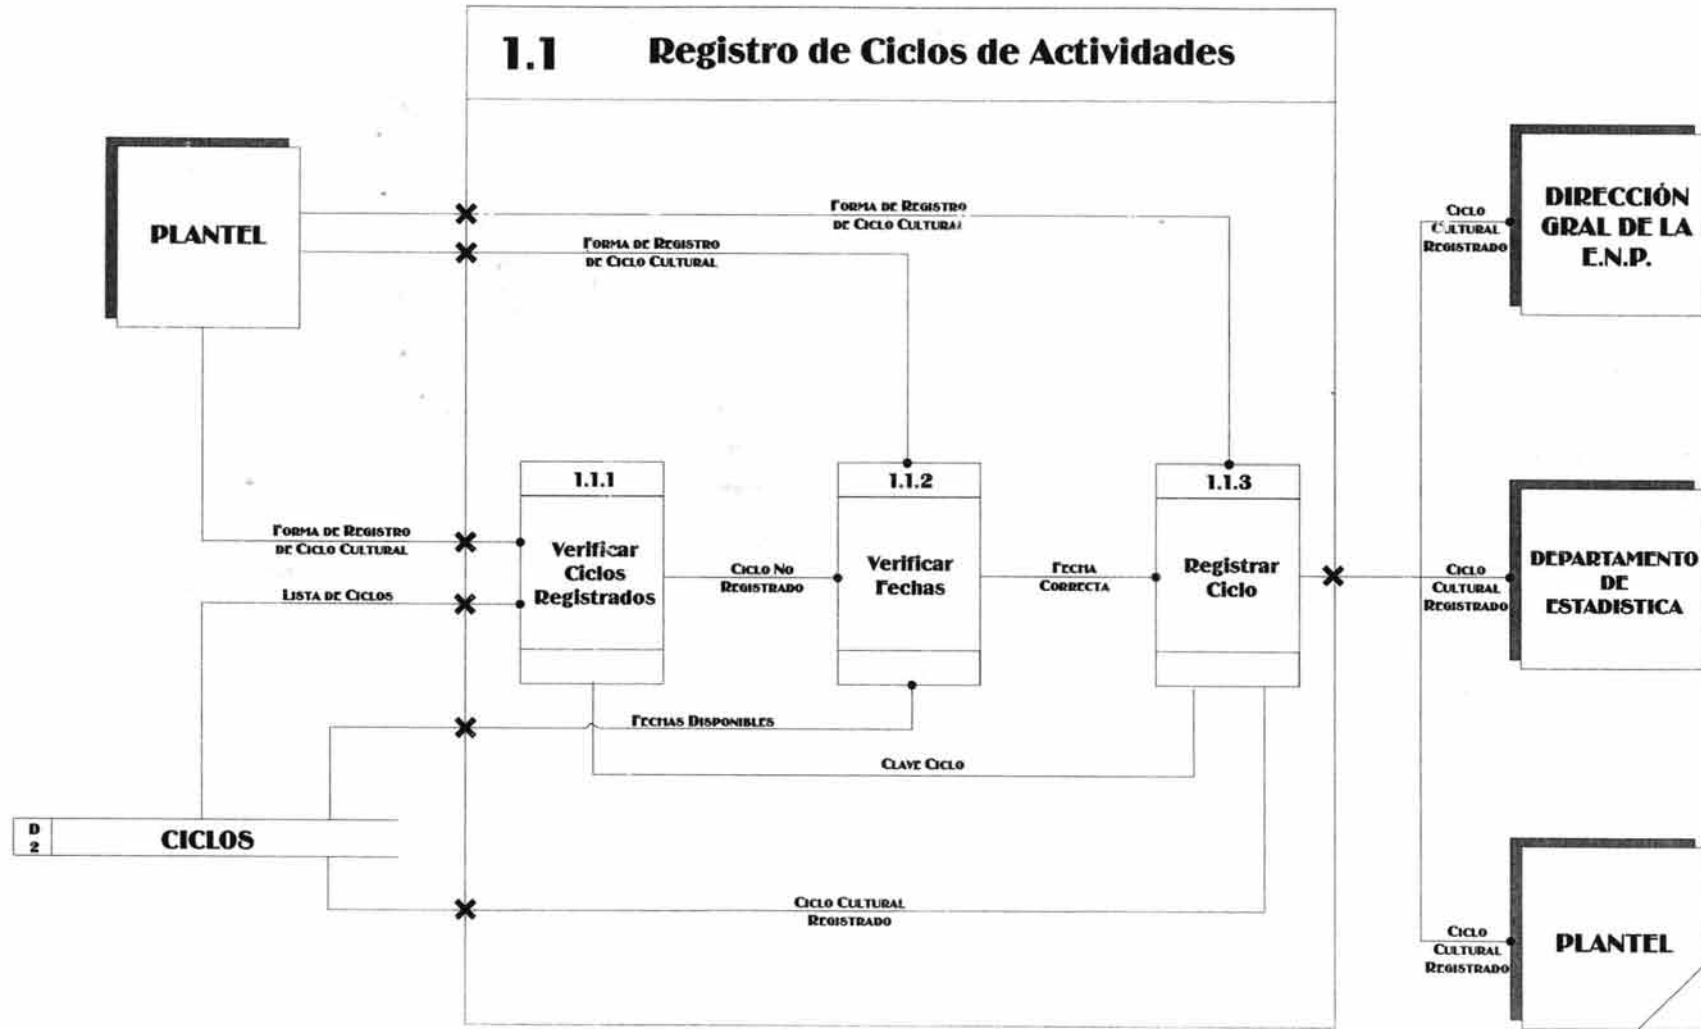 1.1 Registro de Ciclos de Actividades
PLANTEL
FORMA DE REGISTRO
DE CICLO CULTURAL
FORMA DE REGISTRO
DE CICLO CULTURAL
CICLO
CULTURAL
REGISTRADO
DIRECCIÓN
GRAL DE LA
E.N.P.
1.1.1
Verificar
Ciclos
Registrados
1.1.2
Verificar
Fechas
1.1.3
Registrar
Ciclo
FORMA DE REGISTRO
DE CICLO CULTURAL
LISTA DE CICLOS
CICLO NO
REGISTRADO
FECHA
CORRECTA
CICLO
CULTURAL
REGISTRADO
DEPARTAMENTO
DE
ESTADISTICA
FECHAS DISPONIBLES
CLAVE CICLO
D
2
CICLOS
CICLO CULTURAL
REGISTRADO
CICLO
CULTURAL
REGISTRADO
PLANTEL